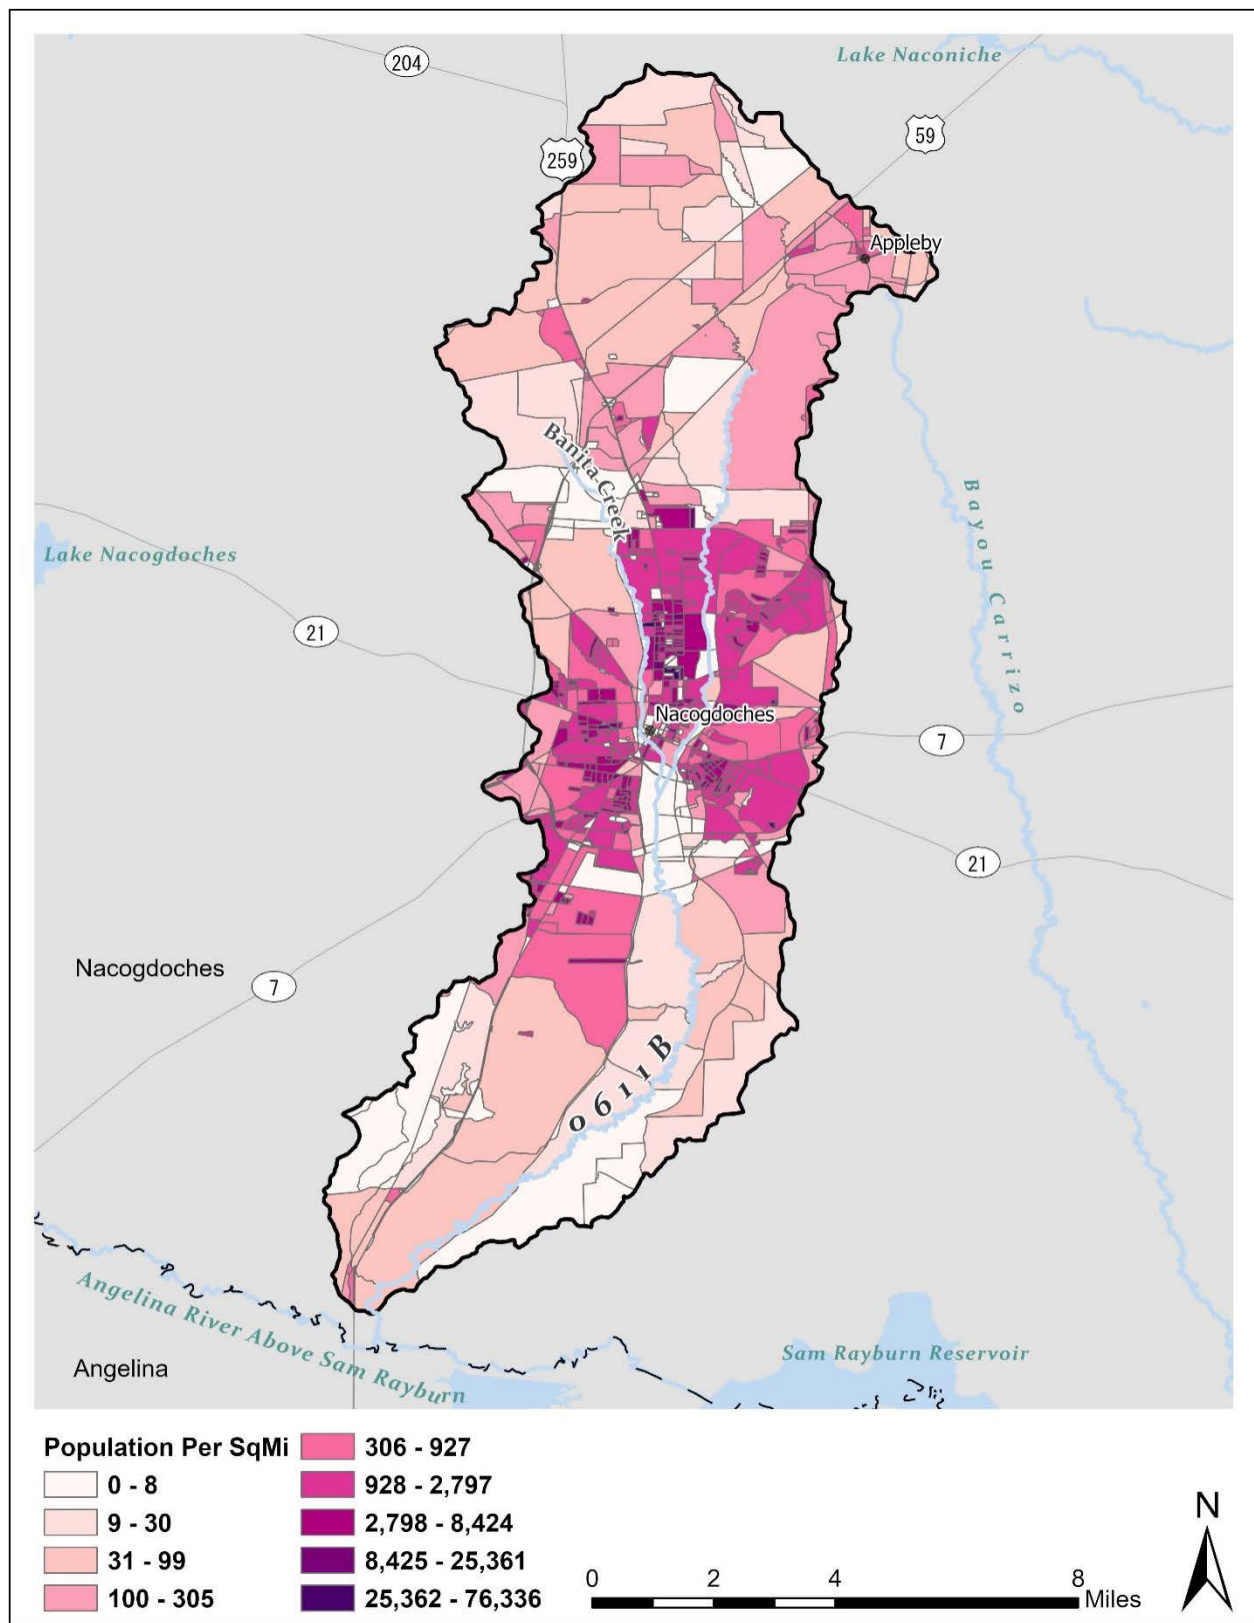 204
Lake Naconiche
59
259
Appleby
Banita Creek
Lake Nacogdoches
Bayou Carrizo
21
Nacogdoches
7
21
Nacogdoches
7
0611B
Angelina River Above Sam Rayburn
Sam Rayburn Reservoir
Angelina
Population Per SqMi
0 - 8
9 - 30
31 - 99
100 - 305
306 - 927
928 - 2,797
2,798 - 8,424
8,425 - 25,361
25,362 - 76,336
0 2 4 8
Miles
N